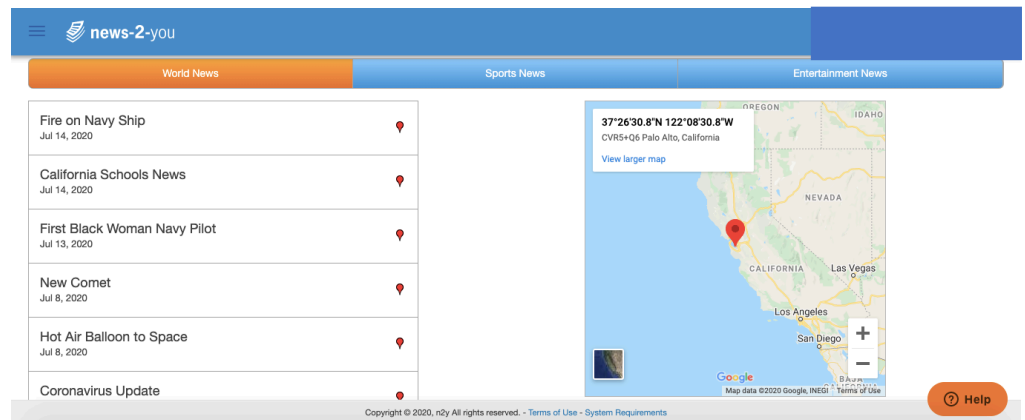 news-2-you
World News
Sports News
Entertainment News
Fire on Navy Ship
Jul 14, 2020
California Schools News
Jul 14, 2020
First Black Woman Navy Pilot
Jul 13, 2020
New Comet
Jul 8, 2020
Hot Air Balloon to Space
Jul 8, 2020
Coronavirus Update
37°26'30.8"N 122°08'30.8"W
CVR5+Q6 Palo Alto, California
View larger map
OREGON
IDAHO
NEVADA
CALIFORNIA
Las Vegas
Los Angeles
San Diego
+
−
BAJA
CALIFORNIA
Google
Map data ©2020 Google, INEGI
Terms of Use
Help
Copyright © 2020, n2y All rights reserved. - Terms of Use - System Requirements